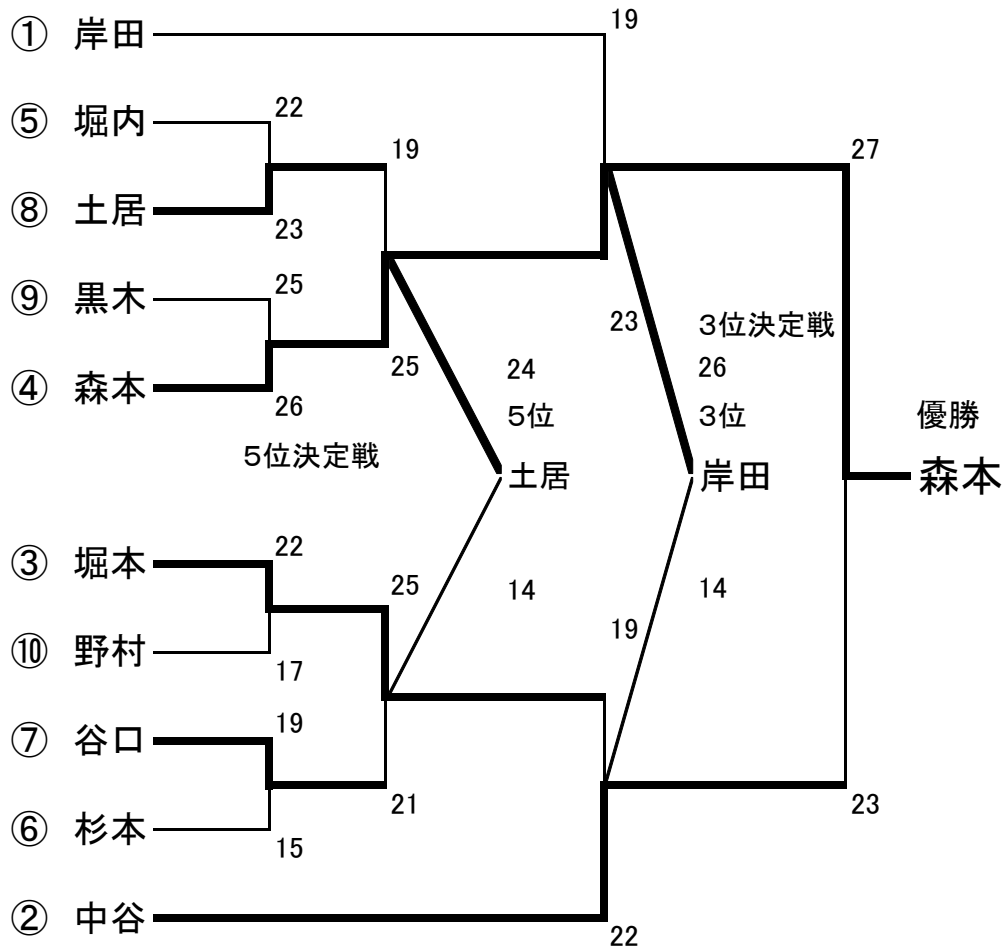 ① 岸田
19
⑤ 堀内
22
19
27
⑧ 土居
23
⑨ 黒木
25
23
3位決定戦
④ 森本
26
25
24
26
5位
3位
優勝
5位決定戦
土居
岸田
森本
③ 堀本
22
25
14
14
⑩ 野村
17
19
⑦ 谷口
19
21
23
⑥ 杉本
15
② 中谷
22